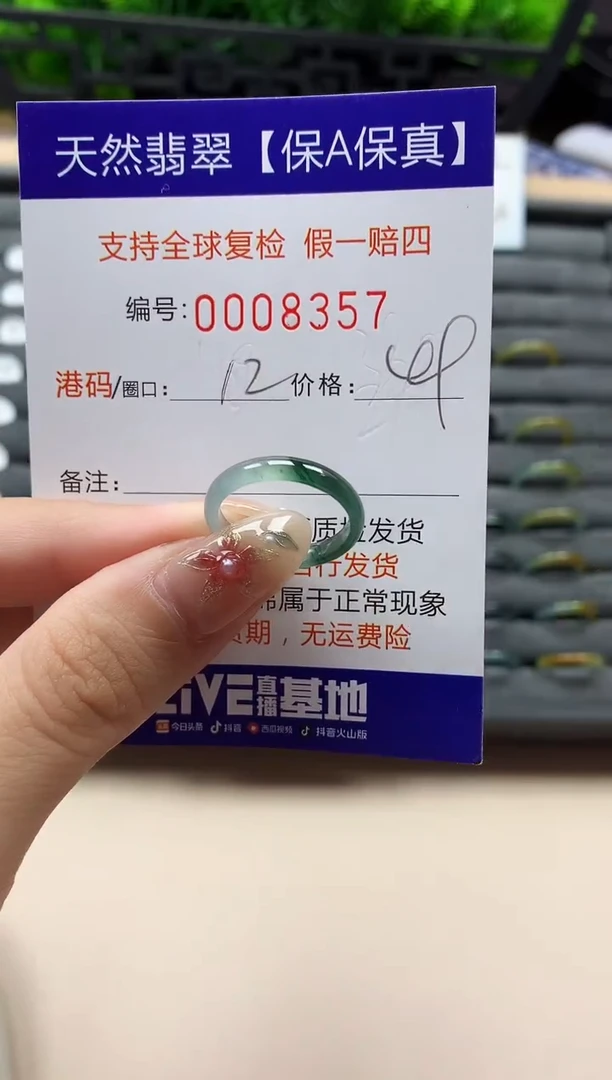 天然翡翠【保A保真】
支持全球复检 假一赔四
编号:0008357
港码/圈口: 12 价格:
备注:
质检发货
发货
属于正常现象
期，无运费险
LIVE直播基地
今日头条 抖音 西瓜视频 抖音火山版